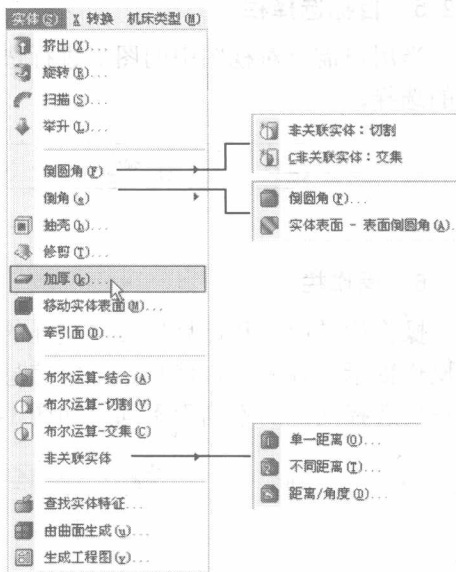 实体(S) X 转换 机床类型(M)
挤出(X)...
旋转(R)...
扫描(S)...
举升(L)...
倒圆角(F)
倒角(e)
抽壳(h)...
修剪(T)...
加厚(k)...
移动实体表面(M)...
牵引面(D)...
布尔运算-结合(A)
布尔运算-切割(V)
布尔运算-交集(C)
非关联实体
查找实体特征...
由曲面生成(u)...
生成工程图(y)...
非关联实体：切割
C非关联实体：交集
倒圆角(F)...
实体表面 - 表面倒圆角(A)...
单一距离(O)...
不同距离(T)...
距离/角度(D)...